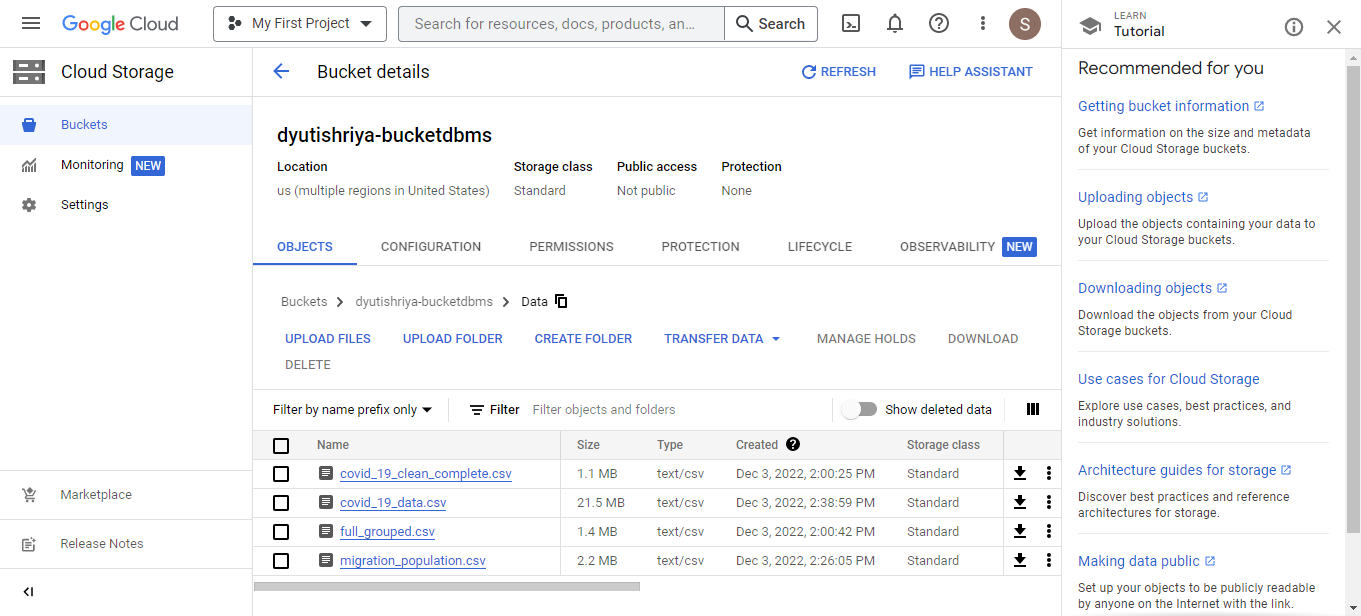 Google Cloud
My First Project
Search for resources, docs, products, an...
Search
S
LEARN
Tutorial
Cloud Storage
Buckets
Monitoring NEW
Settings
Marketplace
Release Notes
Bucket details
REFRESH
HELP ASSISTANT
dyutishriya-bucketdbms
Location Storage class Public access Protection
us (multiple regions in United States) Standard Not public None
OBJECTS CONFIGURATION PERMISSIONS PROTECTION LIFECYCLE OBSERVABILITY NEW
Buckets > dyutishriya-bucketdbms > Data
UPLOAD FILES UPLOAD FOLDER CREATE FOLDER TRANSFER DATA MANAGE HOLDS DOWNLOAD
DELETE
Filter by name prefix only Filter Filter objects and folders Show deleted data
Name Size Type Created Storage class
covid_19_clean_complete.csv 1.1 MB text/csv Dec 3, 2022, 2:00:25 PM Standard
covid_19_data.csv 21.5 MB text/csv Dec 3, 2022, 2:38:59 PM Standard
full_grouped.csv 1.4 MB text/csv Dec 3, 2022, 2:00:42 PM Standard
migration_population.csv 2.2 MB text/csv Dec 3, 2022, 2:26:05 PM Standard
Recommended for you
Getting bucket information
Get information on the size and metadata
of your Cloud Storage buckets.
Uploading objects
Upload the objects containing your data to
your Cloud Storage buckets.
Downloading objects
Download the objects from your Cloud
Storage buckets.
Use cases for Cloud Storage
Explore use cases, best practices, and
industry solutions.
Architecture guides for storage
Discover best practices and reference
architectures for storage.
Making data public
Set up your objects to be publicly readable
by anyone on the Internet with the link.